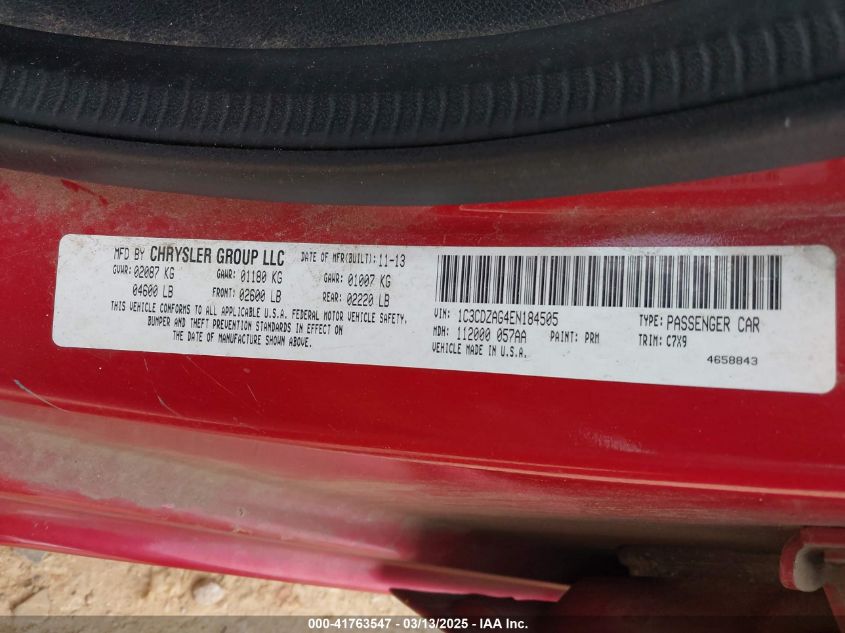 MFD BY CHRYSLER GROUP LLC DATE OF MFR(BUILT): 11-13
GVWR: 02087 KG GAWR: 01180 KG GAWR: 01007 KG
04600 LB FRONT: 02600 LB REAR: 02220 LB
THIS VEHICLE CONFORMS TO ALL APPLICABLE U.S.A. FEDERAL MOTOR VEHICLE SAFETY,
BUMPER AND THEFT PREVENTION STANDARDS IN EFFECT ON
THE DATE OF MANUFACTURE SHOWN ABOVE.
VIN: 1C3CDZAG4EN184505 TYPE: PASSENGER CAR
MDH: 112000 057AA PAINT: PRM TRIM: C7X9
VEHICLE MADE IN U.S.A.
4658843
000-41763547 - 03/13/2025 - IAA Inc.